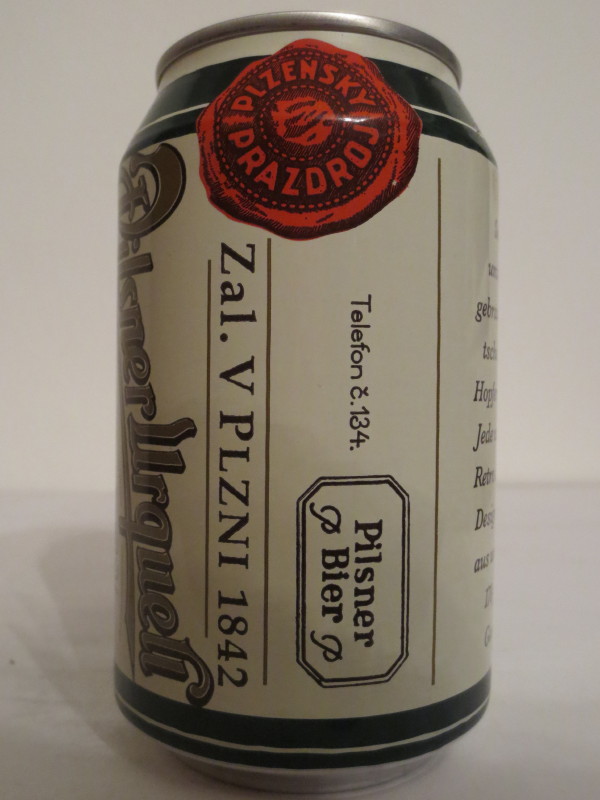 PLZENSKY
PRAZDROJ
Pilsner Urquell
Zal. V PLZNI 1842
Telefon č.134.
Pilsner
Bier